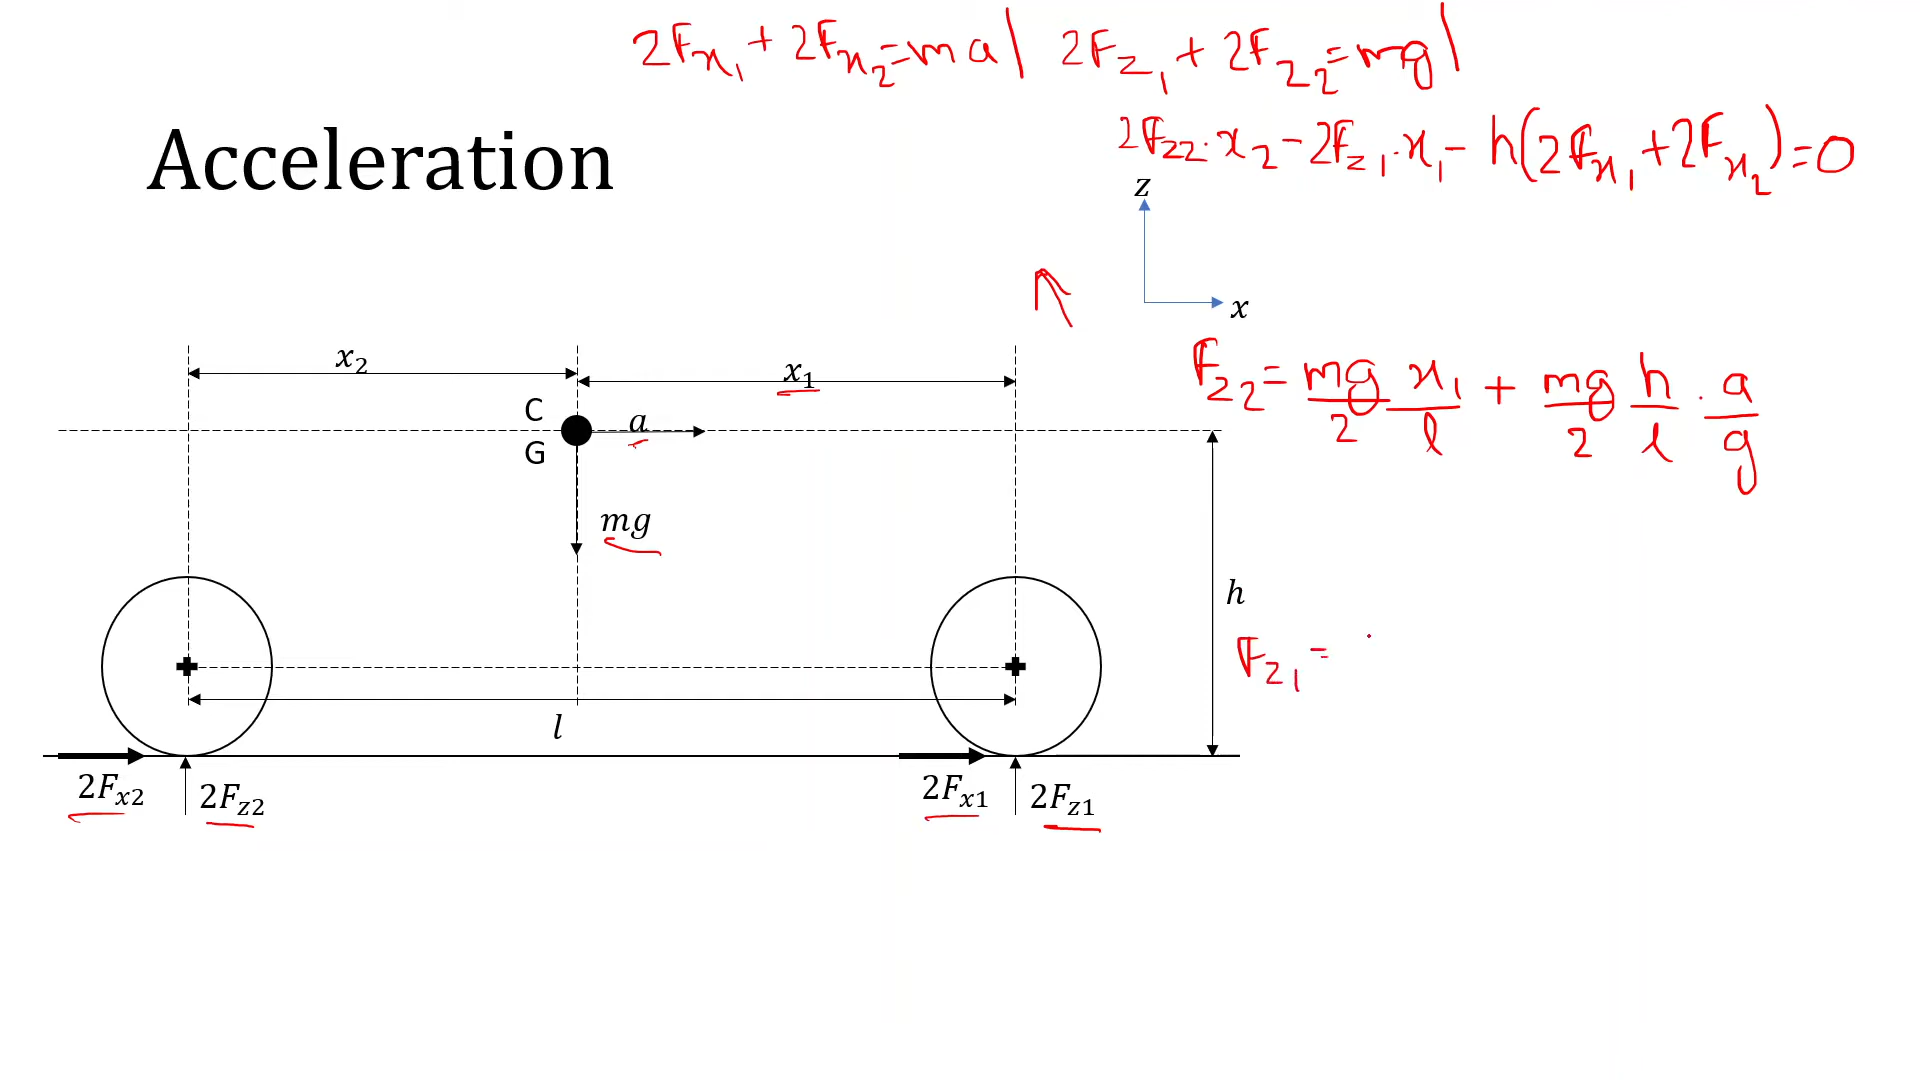 2Fx₁ + 2Fx₂ = ma | 2Fz₁ + 2Fz₂ = mg |
Acceleration
2Fz2·x₂ − 2Fz₁·x₁ − h(2Fx₁ + 2Fx₂) = 0
z
x
x₂
x₁
Fz₂ = mg/2 x₁/l + mg/2 h/l · a/g
C
G
a
mg
h
Fz₁ =
l
2Fx2
2Fz2
2Fx1
2Fz1